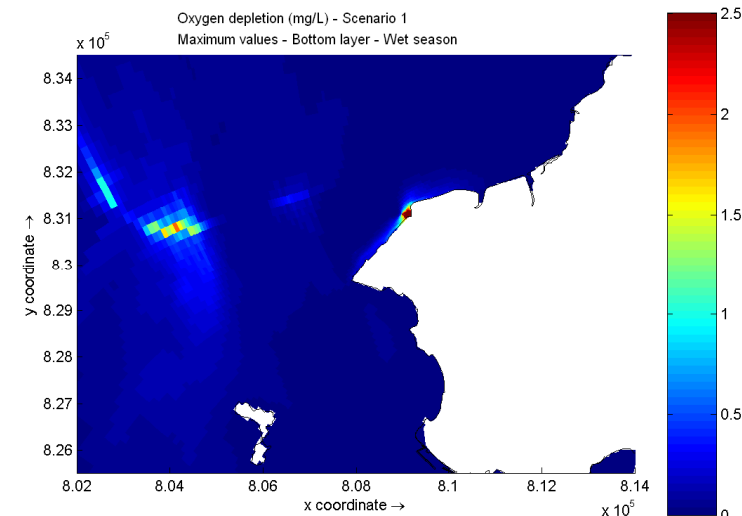 Oxygen depletion (mg/L) - Scenario 1
Maximum values - Bottom layer - Wet season
x 10^5
8.34
8.33
8.32
8.31
8.3
8.29
8.28
8.27
8.26
y coordinate →
8.02 8.04 8.06 8.08 8.1 8.12 8.14
x coordinate →
x 10^5
2.5
2
1.5
1
0.5
0